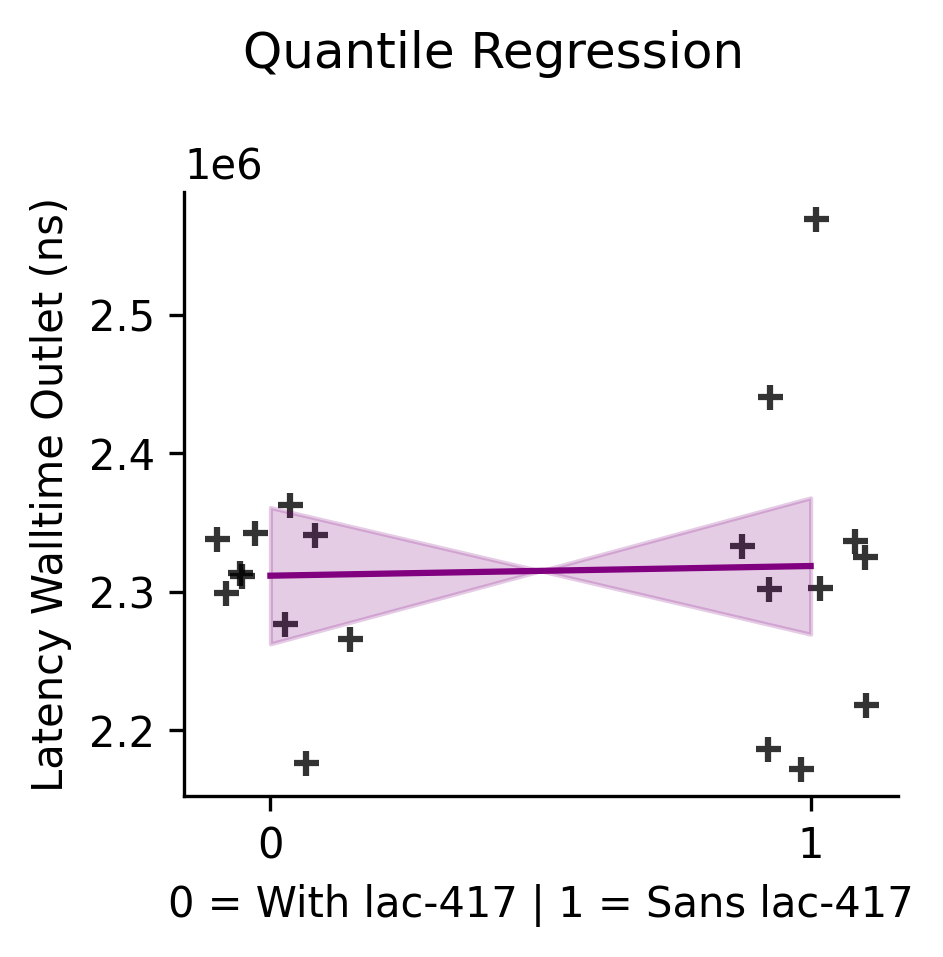 Quantile Regression
1e6
Latency Walltime Outlet (ns)
2.5
2.4
2.3
2.2
0 1
0 = With lac-417 | 1 = Sans lac-417